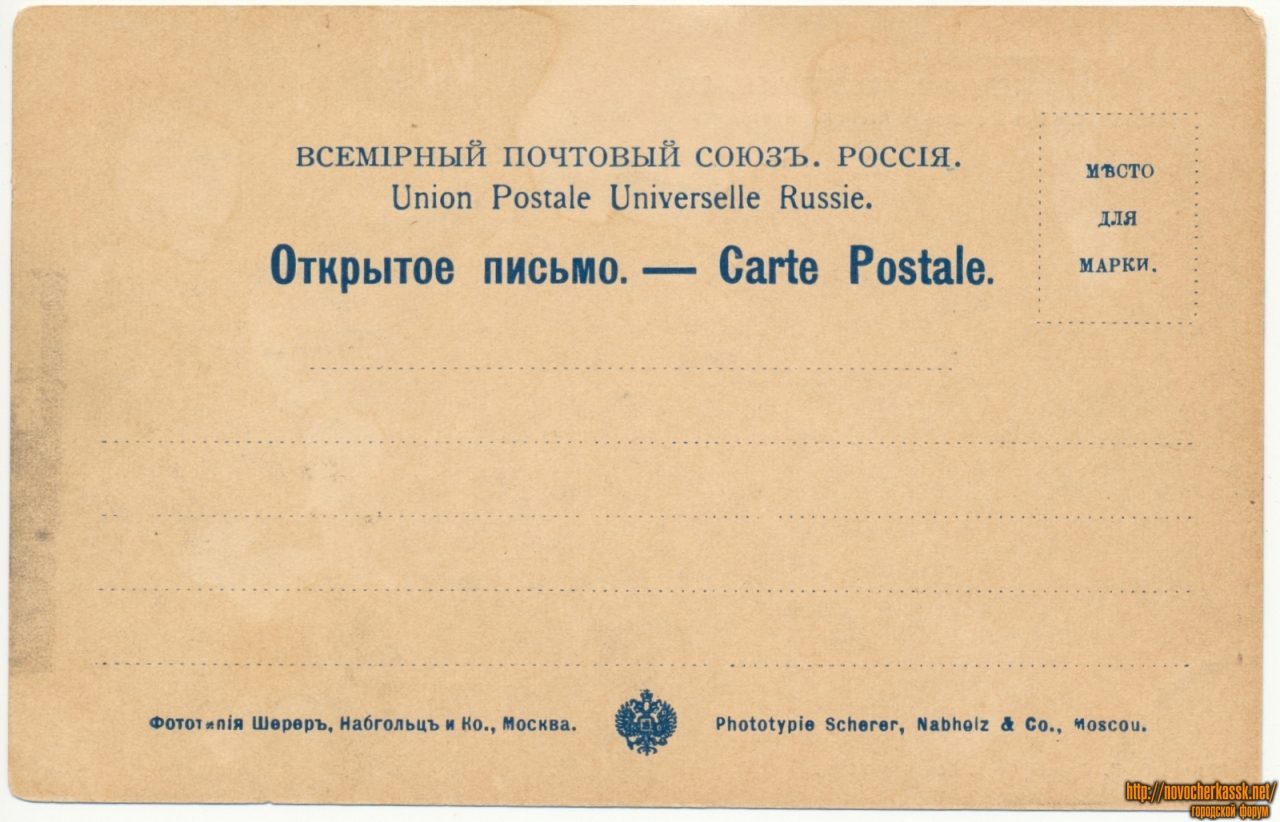 ВСЕМІРНЫЙ ПОЧТОВЫЙ СОЮЗЪ. РОССІЯ.
Union Postale Universelle Russie.
Открытое письмо. — Carte Postale.
МѢСТО
ДЛЯ
МАРКИ.
Фототипія Шереръ, Набгольцъ и Ко., Москва.
Phototypie Scherer, Nabholz & Co., Moscou.
http://novocherkassk.net/
городской форум